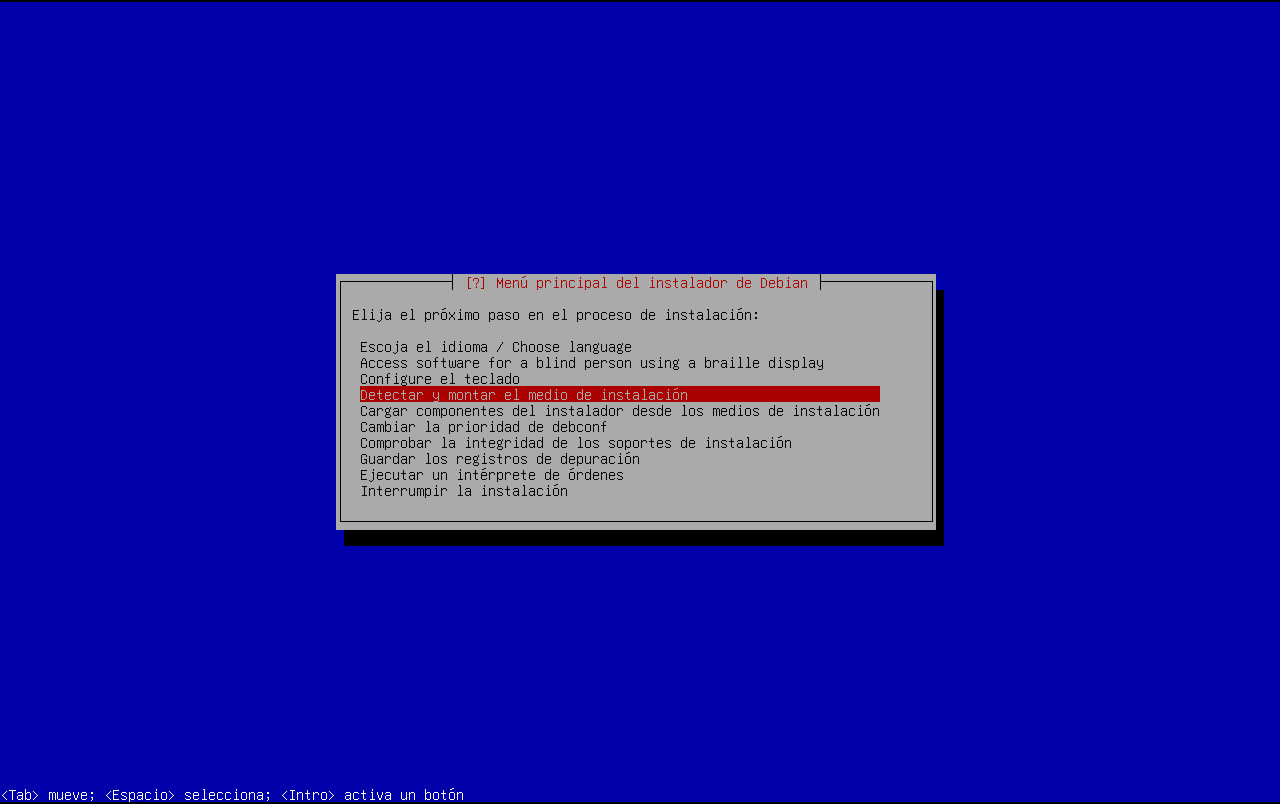 [?] Menú principal del instalador de Debian
Elija el próximo paso en el proceso de instalación:
Escoja el idioma / Choose language
Access software for a blind person using a braille display
Configure el teclado
Detectar y montar el medio de instalación
Cargar componentes del instalador desde los medios de instalación
Cambiar la prioridad de debconf
Comprobar la integridad de los soportes de instalación
Guardar los registros de depuración
Ejecutar un intérprete de órdenes
Interrumpir la instalación
<Tab> mueve; <Espacio> selecciona; <Intro> activa un botón